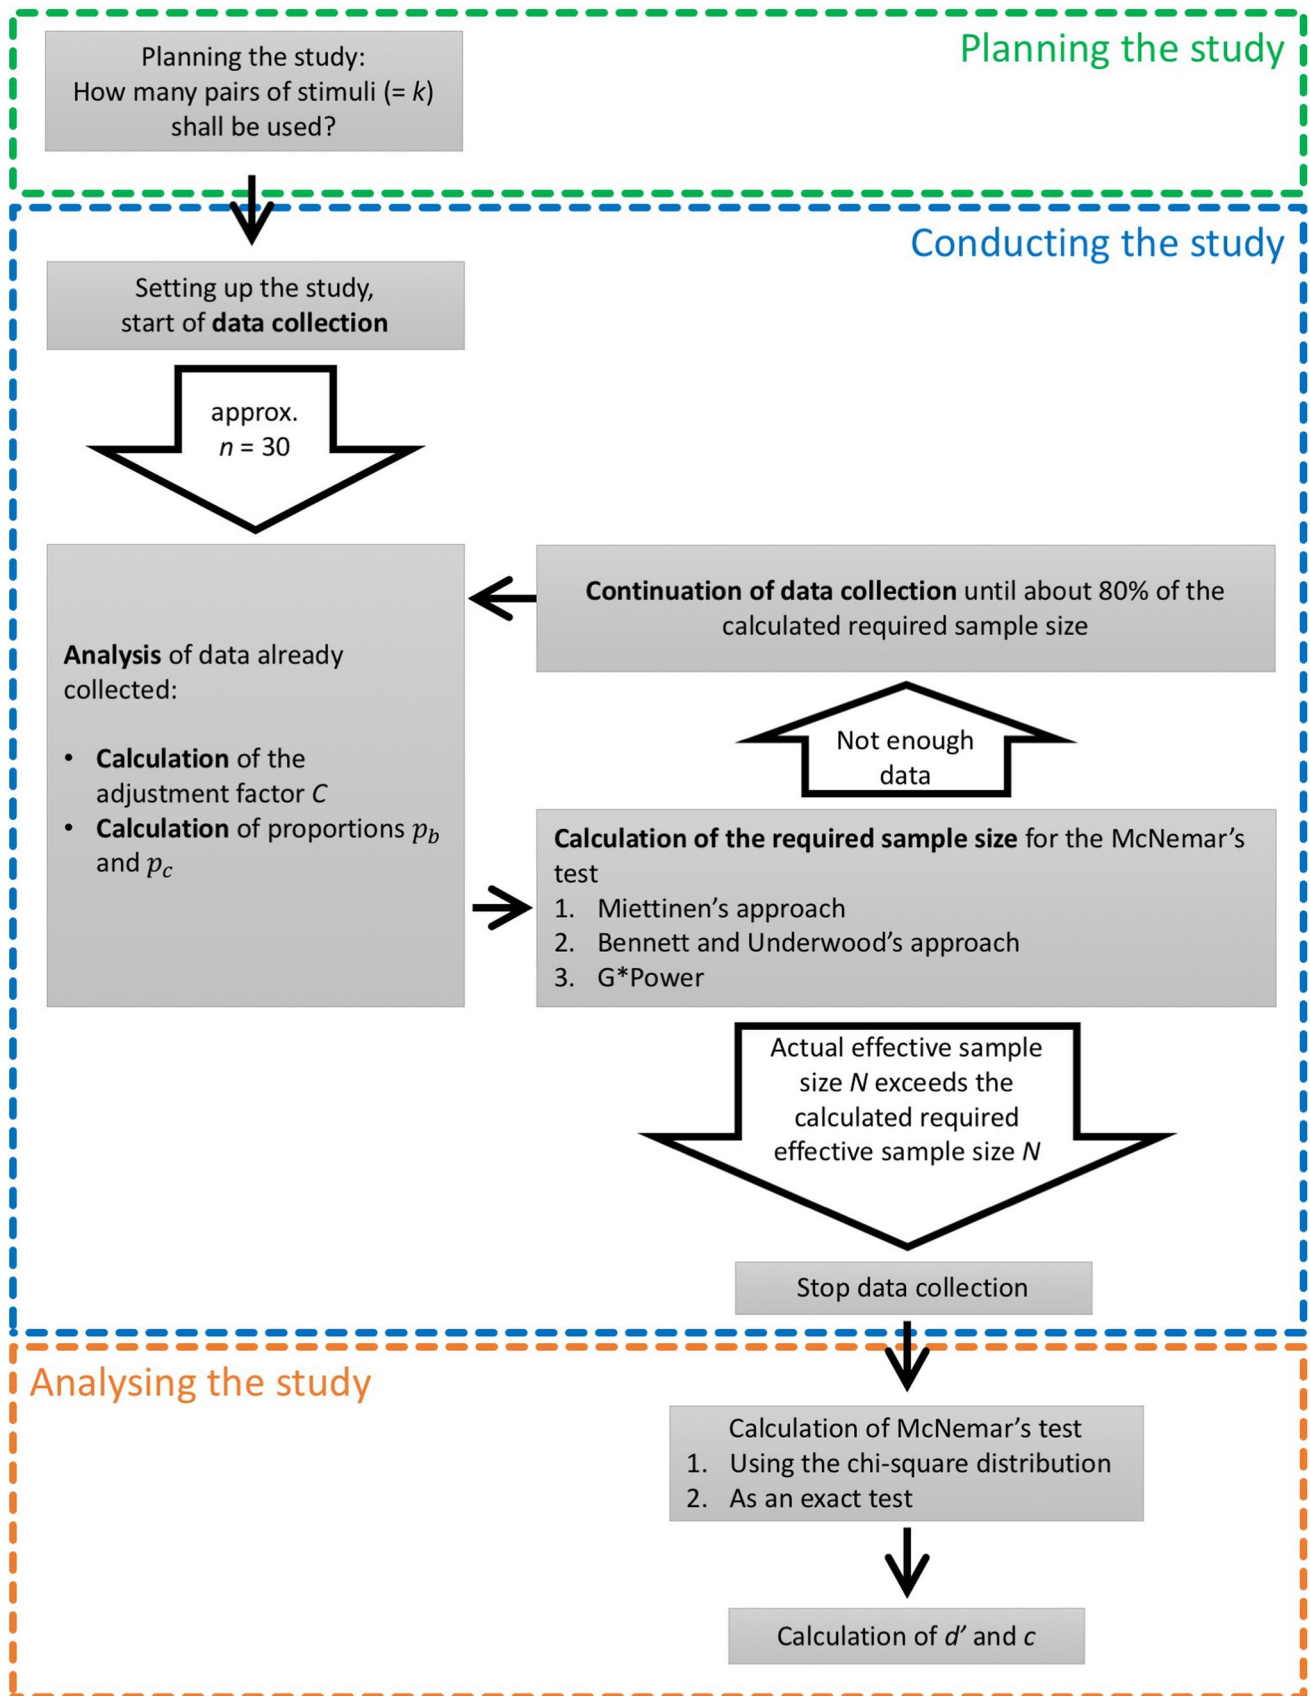 Planning the study
Planning the study:
How many pairs of stimuli (= k)
shall be used?
Conducting the study
Setting up the study,
start of data collection
approx.
n = 30
Analysis of data already
collected:
• Calculation of the
adjustment factor C
• Calculation of proportions p_b
and p_c
Continuation of data collection until about 80% of the
calculated required sample size
Not enough
data
Calculation of the required sample size for the McNemar’s
test
1. Miettinen’s approach
2. Bennett and Underwood’s approach
3. G*Power
Actual effective sample
size N exceeds the
calculated required
effective sample size N
Stop data collection
Analysing the study
Calculation of McNemar’s test
1. Using the chi-square distribution
2. As an exact test
Calculation of d’ and c